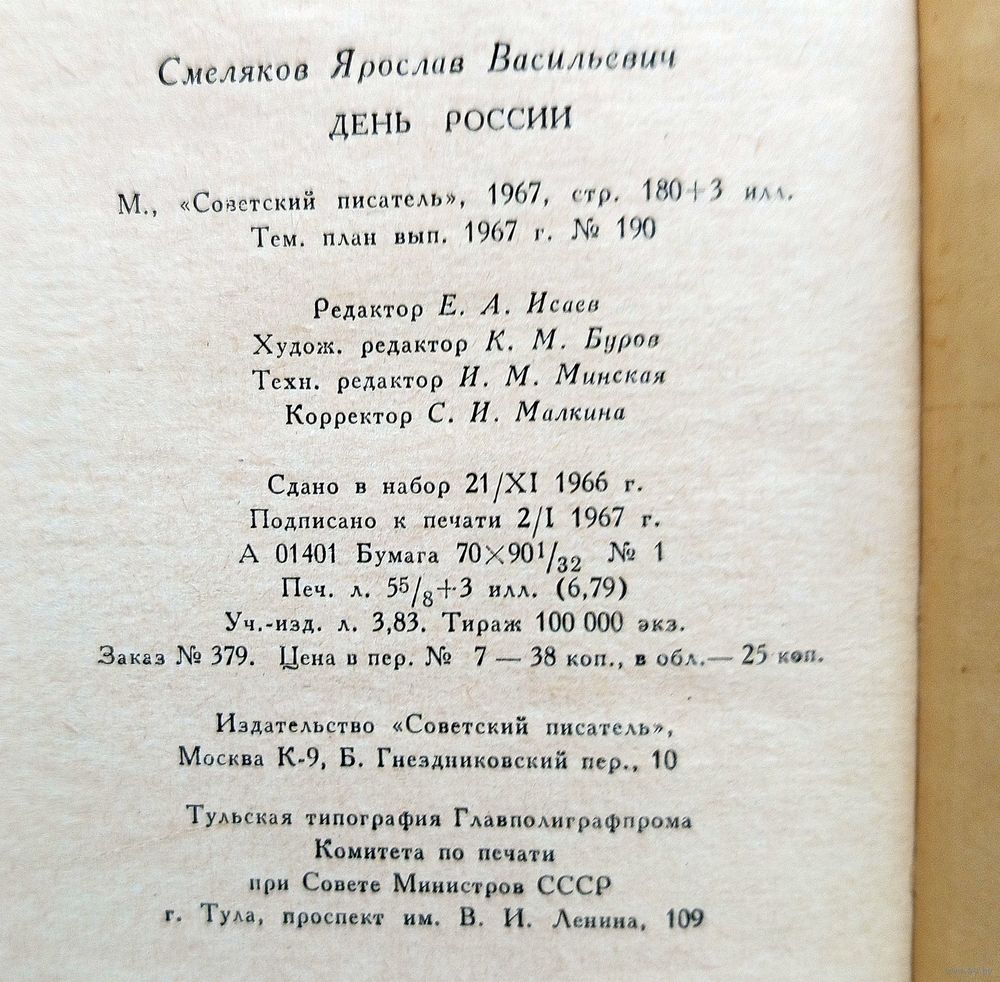 Смеляков Ярослав Васильевич
ДЕНЬ РОССИИ
М., «Советский писатель», 1967, стр. 180+3 илл.
Тем. план вып. 1967 г. № 190
Редактор Е. А. Исаев
Худож. редактор К. М. Буров
Техн. редактор И. М. Минская
Корректор С. И. Малкина
Сдано в набор 21/XI 1966 г.
Подписано к печати 2/I 1967 г.
А 01401 Бумага 70×90¹/₃₂ № 1
Печ. л. 5⁵/₈+3 илл. (6,79)
Уч.-изд. л. 3,83. Тираж 100 000 экз.
Заказ № 379. Цена в пер. № 7 — 38 коп., в обл.— 25 коп.
Издательство «Советский писатель»,
Москва К-9, Б. Гнездниковский пер., 10
Тульская типография Главполиграфпрома
Комитета по печати
при Совете Министров СССР
г. Тула, проспект им. В. И. Ленина, 109